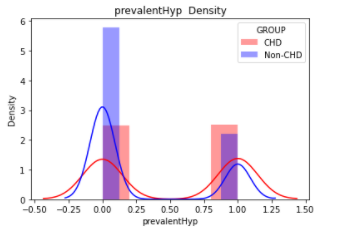 prevalentHyp Density
GROUP
CHD
Non-CHD
Density
6
5
4
3
2
1
0
-0.50 -0.25 0.00 0.25 0.50 0.75 1.00 1.25 1.50
prevalentHyp